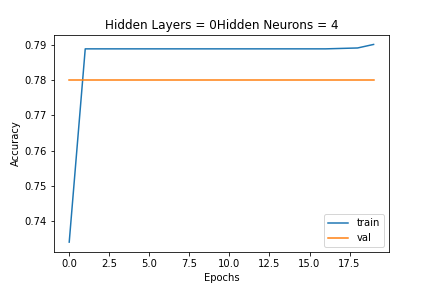 Hidden Layers = 0Hidden Neurons = 4
0.79
0.78
0.77
0.76
0.75
0.74
Accuracy
train
val
0.0 2.5 5.0 7.5 10.0 12.5 15.0 17.5
Epochs